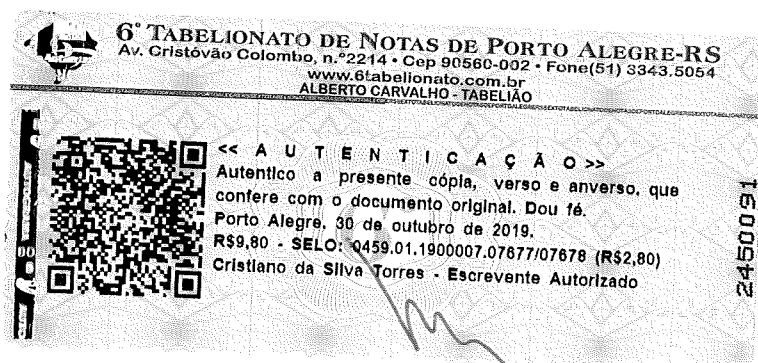 6º TABELIONATO DE NOTAS DE PORTO ALEGRE-RS
Av. Cristóvão Colombo, n.º2214 • Cep 90560-002 • Fone(51) 3343.5054
www.6tabelionato.com.br
ALBERTO CARVALHO - TABELIÃO
<< A U T E N T I C A Ç Ã O >>
Autentico a presente cópia, verso e anverso, que
confere com o documento original. Dou fé.
Porto Alegre, 30 de outubro de 2019.
R$9,80 - SELO: 0459.01.1900007.07677/07678 (R$2,80)
Cristiano da Silva Torres - Escrevente Autorizado
2450091